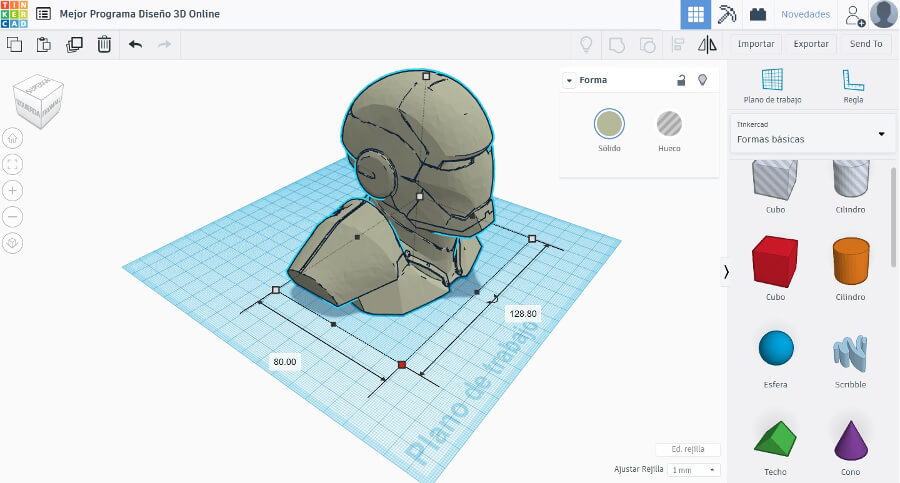 TIN
KER
CAD
Mejor Programa Diseño 3D Online
Novedades
Importar
Exportar
Send To
Forma
Sólido
Hueco
Plano de trabajo
Regla
Tinkercad
Formas básicas
Cubo
Cilindro
Cubo
Cilindro
Esfera
Scribble
Techo
Cono
IZQUIERDA
128.80
80.00
Plano de trabajo
Ed. rejilla
Ajustar Rejilla
1 mm